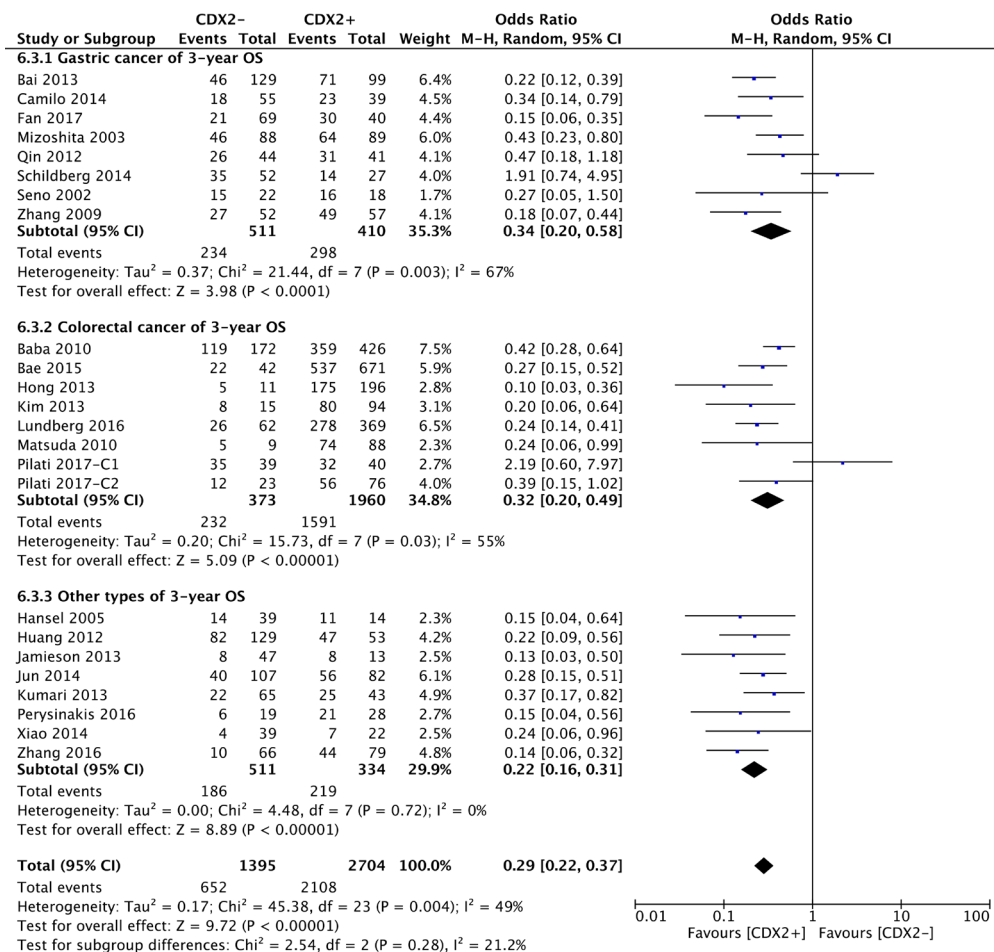 CDX2- CDX2+ Odds Ratio Odds Ratio
Study or Subgroup Events Total Events Total Weight M-H, Random, 95% CI M-H, Random, 95% CI
6.3.1 Gastric cancer of 3-year OS
Bai 2013 46 129 71 99 6.4% 0.22 [0.12, 0.39]
Camilo 2014 18 55 23 39 4.5% 0.34 [0.14, 0.79]
Fan 2017 21 69 30 40 4.4% 0.15 [0.06, 0.35]
Mizoshita 2003 46 88 64 89 6.0% 0.43 [0.23, 0.80]
Qin 2012 26 44 31 41 4.1% 0.47 [0.18, 1.18]
Schildberg 2014 35 52 14 27 4.0% 1.91 [0.74, 4.95]
Seno 2002 15 22 16 18 1.7% 0.27 [0.05, 1.50]
Zhang 2009 27 52 49 57 4.1% 0.18 [0.07, 0.44]
Subtotal (95% CI) 511 410 35.3% 0.34 [0.20, 0.58]
Total events 234 298
Heterogeneity: Tau² = 0.37; Chi² = 21.44, df = 7 (P = 0.003); I² = 67%
Test for overall effect: Z = 3.98 (P < 0.0001)
6.3.2 Colorectal cancer of 3-year OS
Baba 2010 119 172 359 426 7.5% 0.42 [0.28, 0.64]
Bae 2015 22 42 537 671 5.9% 0.27 [0.15, 0.52]
Hong 2013 5 11 175 196 2.8% 0.10 [0.03, 0.36]
Kim 2013 8 15 80 94 3.1% 0.20 [0.06, 0.64]
Lundberg 2016 26 62 278 369 6.5% 0.24 [0.14, 0.41]
Matsuda 2010 5 9 74 88 2.3% 0.24 [0.06, 0.99]
Pilati 2017-C1 35 39 32 40 2.7% 2.19 [0.60, 7.97]
Pilati 2017-C2 12 23 56 76 4.0% 0.39 [0.15, 1.02]
Subtotal (95% CI) 373 1960 34.8% 0.32 [0.20, 0.49]
Total events 232 1591
Heterogeneity: Tau² = 0.20; Chi² = 15.73, df = 7 (P = 0.03); I² = 55%
Test for overall effect: Z = 5.09 (P < 0.00001)
6.3.3 Other types of 3-year OS
Hansel 2005 14 39 11 14 2.3% 0.15 [0.04, 0.64]
Huang 2012 82 129 47 53 4.2% 0.22 [0.09, 0.56]
Jamieson 2013 8 47 8 13 2.5% 0.13 [0.03, 0.50]
Jun 2014 40 107 56 82 6.1% 0.28 [0.15, 0.51]
Kumari 2013 22 65 25 43 4.9% 0.37 [0.17, 0.82]
Perysinakis 2016 6 19 21 28 2.7% 0.15 [0.04, 0.56]
Xiao 2014 4 39 7 22 2.4% 0.24 [0.06, 0.96]
Zhang 2016 10 66 44 79 4.8% 0.14 [0.06, 0.32]
Subtotal (95% CI) 511 334 29.9% 0.22 [0.16, 0.31]
Total events 186 219
Heterogeneity: Tau² = 0.00; Chi² = 4.48, df = 7 (P = 0.72); I² = 0%
Test for overall effect: Z = 8.89 (P < 0.00001)
Total (95% CI) 1395 2704 100.0% 0.29 [0.22, 0.37]
Total events 652 2108
Heterogeneity: Tau² = 0.17; Chi² = 45.38, df = 23 (P = 0.004); I² = 49%
Test for overall effect: Z = 9.72 (P < 0.00001)
Test for subgroup differences: Chi² = 2.54, df = 2 (P = 0.28), I² = 21.2%
0.01 0.1 1 10 100
Favours [CDX2+] Favours [CDX2-]